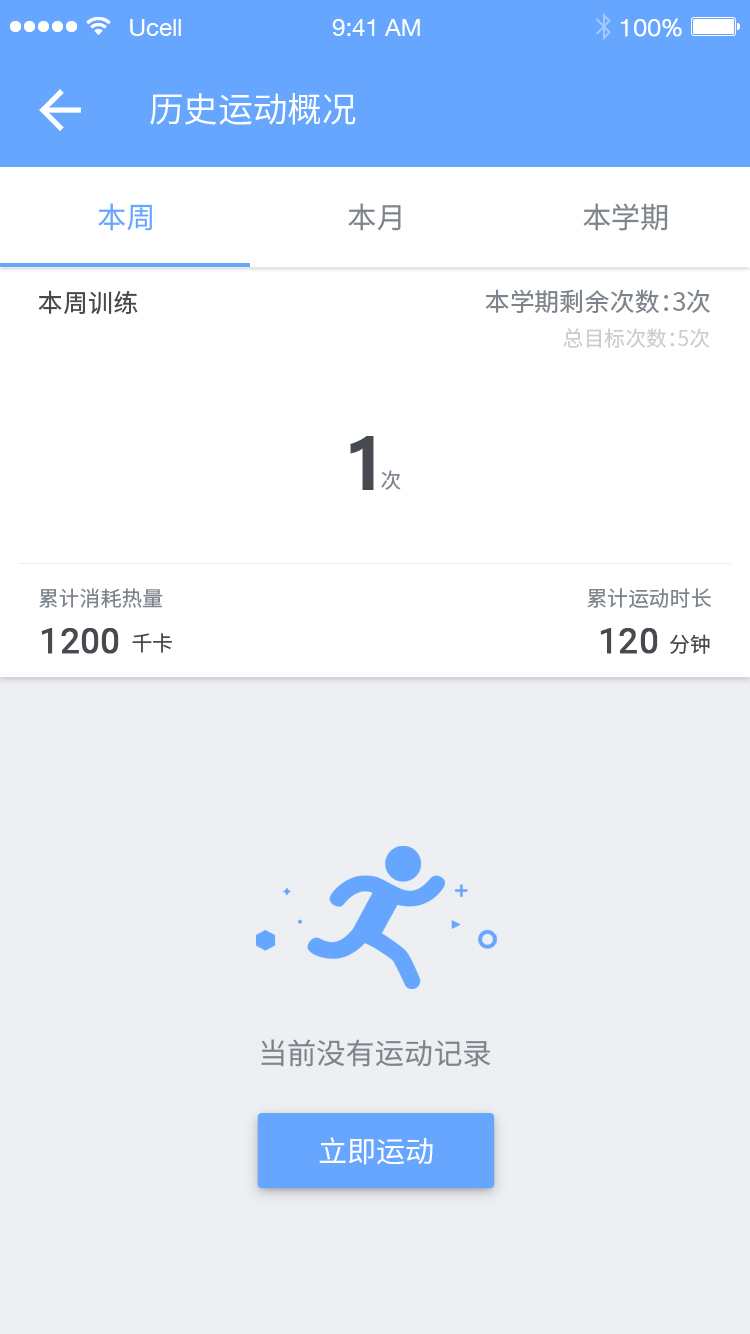 Ucell 9:41 AM 100%
历史运动概况
本周 本月 本学期
本周训练 本学期剩余次数:3次
总目标次数:5次
1次
累计消耗热量 累计运动时长
1200 千卡 120 分钟
当前没有运动记录
立即运动